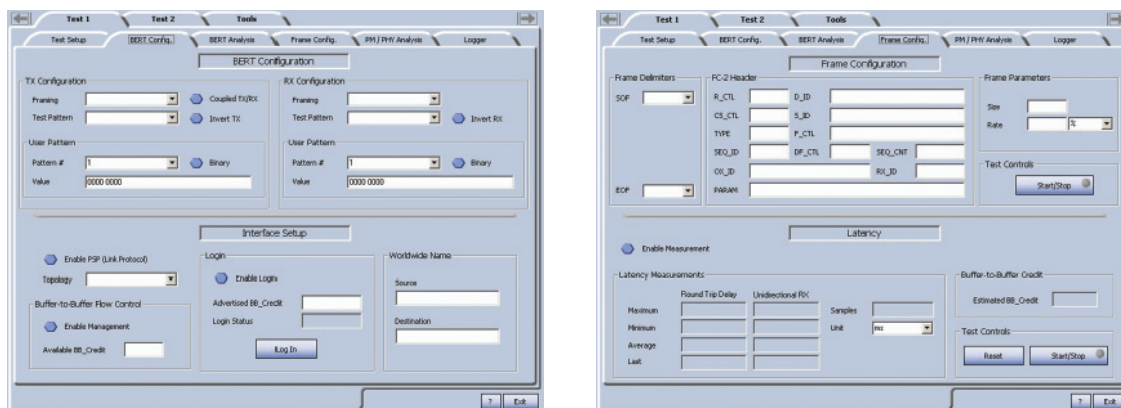 Test 1 Test 2 Tools
Test Setup BERT Config. BERT Analysis Frame Config. PM / PHY Analysis Logger
BERT Configuration
TX Configuration
Framing Coupled TX/RX
Test Pattern Invert TX
User Pattern
Pattern # 1 Binary
Value 0000 0000
RX Configuration
Framing
Test Pattern Invert RX
User Pattern
Pattern # 1 Binary
Value 0000 0000
Interface Setup
Enable PSP (Link Protocol)
Topology
Buffer-to-Buffer Flow Control
Enable Management
Available BB_Credit
Login
Enable Login
Advertised BB_Credit
Login Status
Log In
Worldwide Name
Source
Destination
? Exit
Test 1 Test 2 Tools
Test Setup BERT Config. BERT Analysis Frame Config. PM / PHY Analysis Logger
Frame Configuration
Frame Delimiters
SOF
EOF
FC-2 Header
R_CTL D_ID
CS_CTL S_ID
TYPE F_CTL
SEQ_ID DF_CTL SEQ_CNT
OX_ID RX_ID
PARAM
Frame Parameters
Size
Rate %
Test Controls
Start/Stop
Latency
Enable Measurement
Latency Measurements
Round Trip Delay Unidirectional RX
Maximum Samples
Minimum Unit ms
Average
Last
Buffer-to-Buffer Credit
Estimated BB_Credit
Test Controls
Reset Start/Stop
? Exit